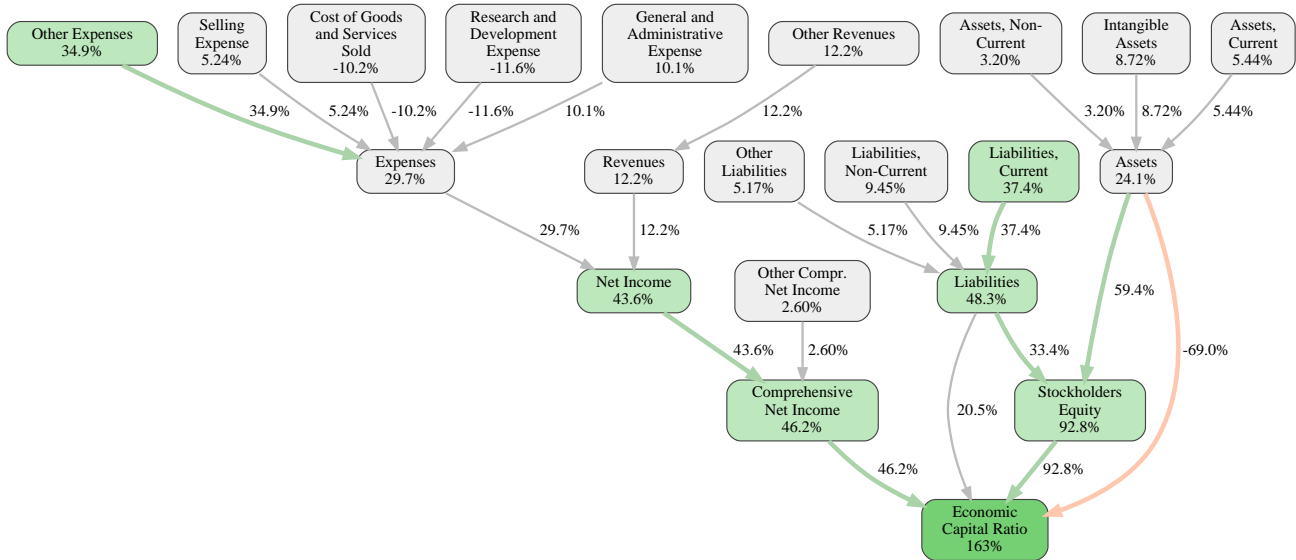 Other Expenses
34.9%
Selling
Expense
5.24%
Cost of Goods
and Services
Sold
-10.2%
Research and
Development
Expense
-11.6%
General and
Administrative
Expense
10.1%
Other Revenues
12.2%
Assets, Non-
Current
3.20%
Intangible
Assets
8.72%
Assets,
Current
5.44%
34.9%
5.24%
-10.2%
-11.6%
10.1%
12.2%
3.20%
8.72%
5.44%
Expenses
29.7%
Revenues
12.2%
Other
Liabilities
5.17%
Liabilities,
Non-Current
9.45%
Liabilities,
Current
37.4%
Assets
24.1%
29.7%
12.2%
5.17%
9.45%
37.4%
Net Income
43.6%
Other Compr.
Net Income
2.60%
Liabilities
48.3%
59.4%
43.6%
2.60%
33.4%
-69.0%
Comprehensive
Net Income
46.2%
20.5%
Stockholders
Equity
92.8%
46.2%
92.8%
Economic
Capital Ratio
163%